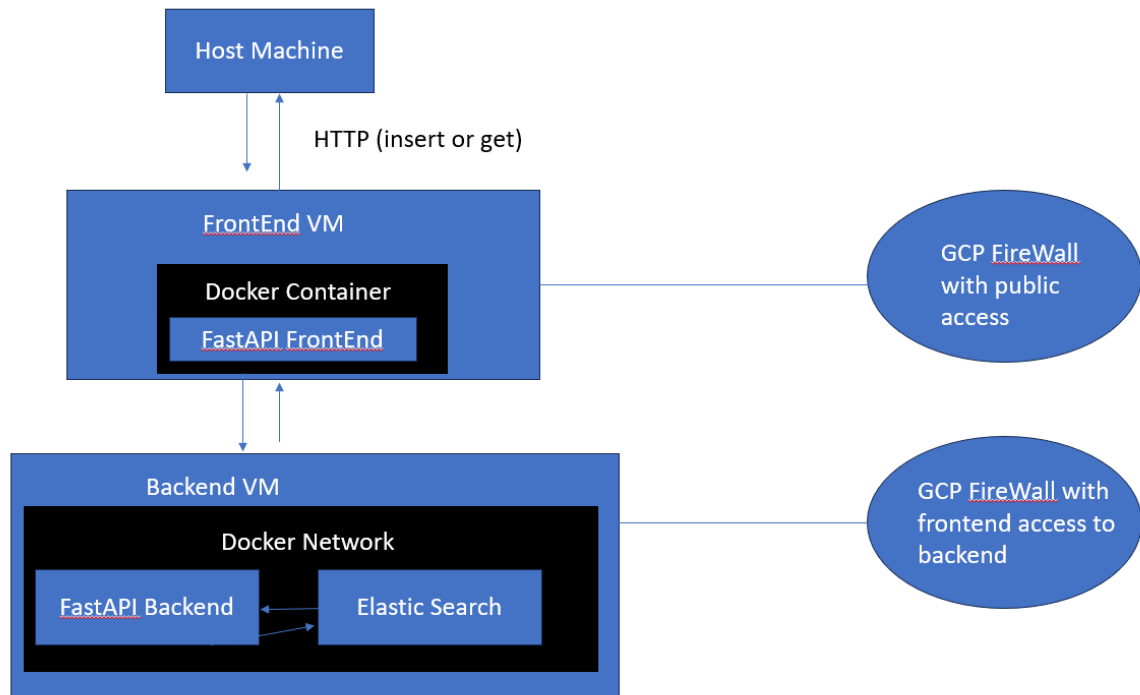 Host Machine
HTTP (insert or get)
FrontEnd VM
Docker Container
FastAPI FrontEnd
GCP FireWall
with public
access
Backend VM
Docker Network
FastAPI Backend
Elastic Search
GCP FireWall with
frontend access to
backend